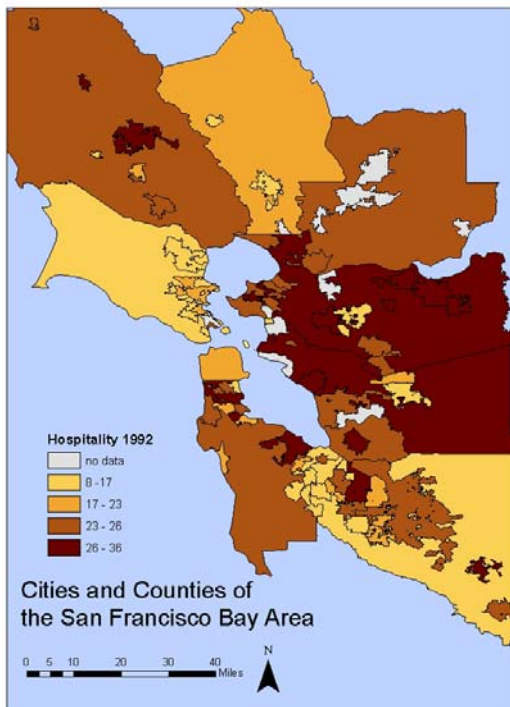 Hospitality 1992
no data
8 - 17
17 - 23
23 - 26
26 - 36
Cities and Counties of
the San Francisco Bay Area
N
0 5 10 20 30 40
Miles